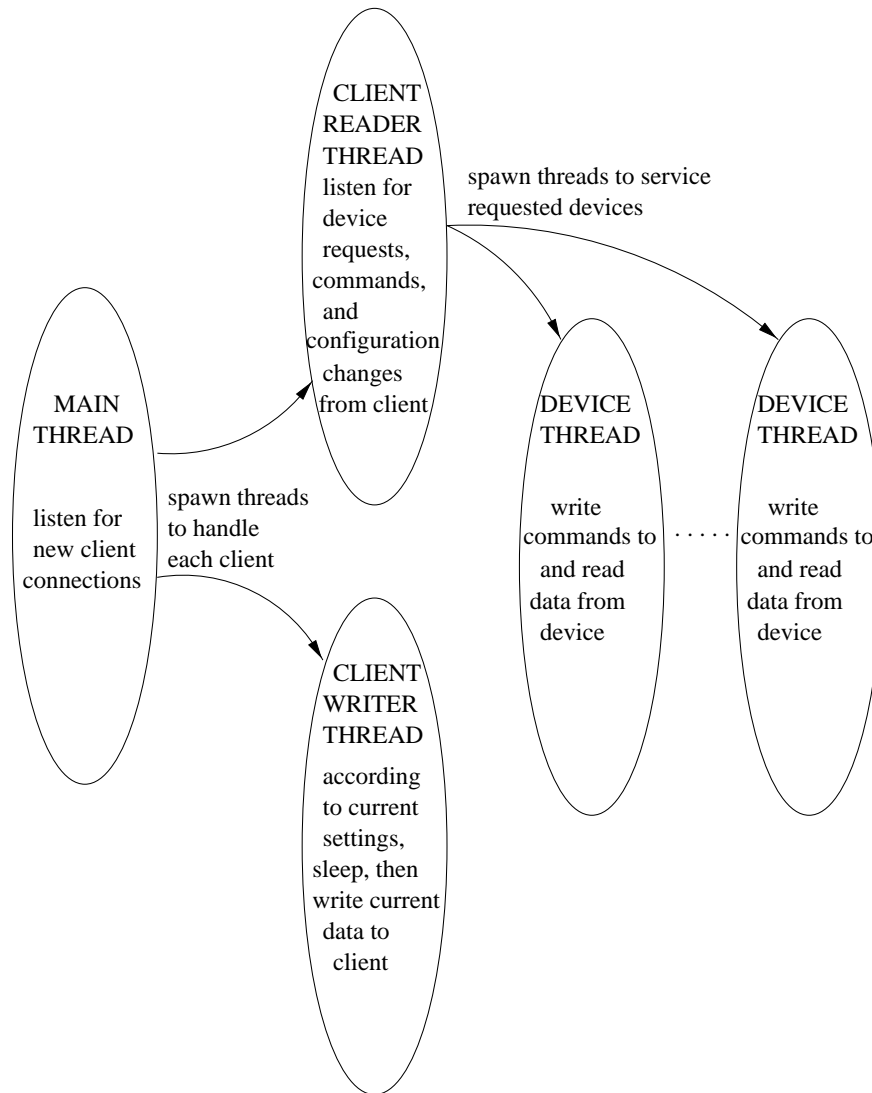 CLIENT
READER
THREAD
listen for
device
requests,
commands,
and
configuration
changes
from client
spawn threads to service
requested devices
MAIN
THREAD
listen for
new client
connections
spawn threads
to handle
each client
DEVICE
THREAD
write
commands to
and read
data from
device
. . . . .
DEVICE
THREAD
write
commands to
and read
data from
device
CLIENT
WRITER
THREAD
according
to current
settings,
sleep, then
write current
data to
client